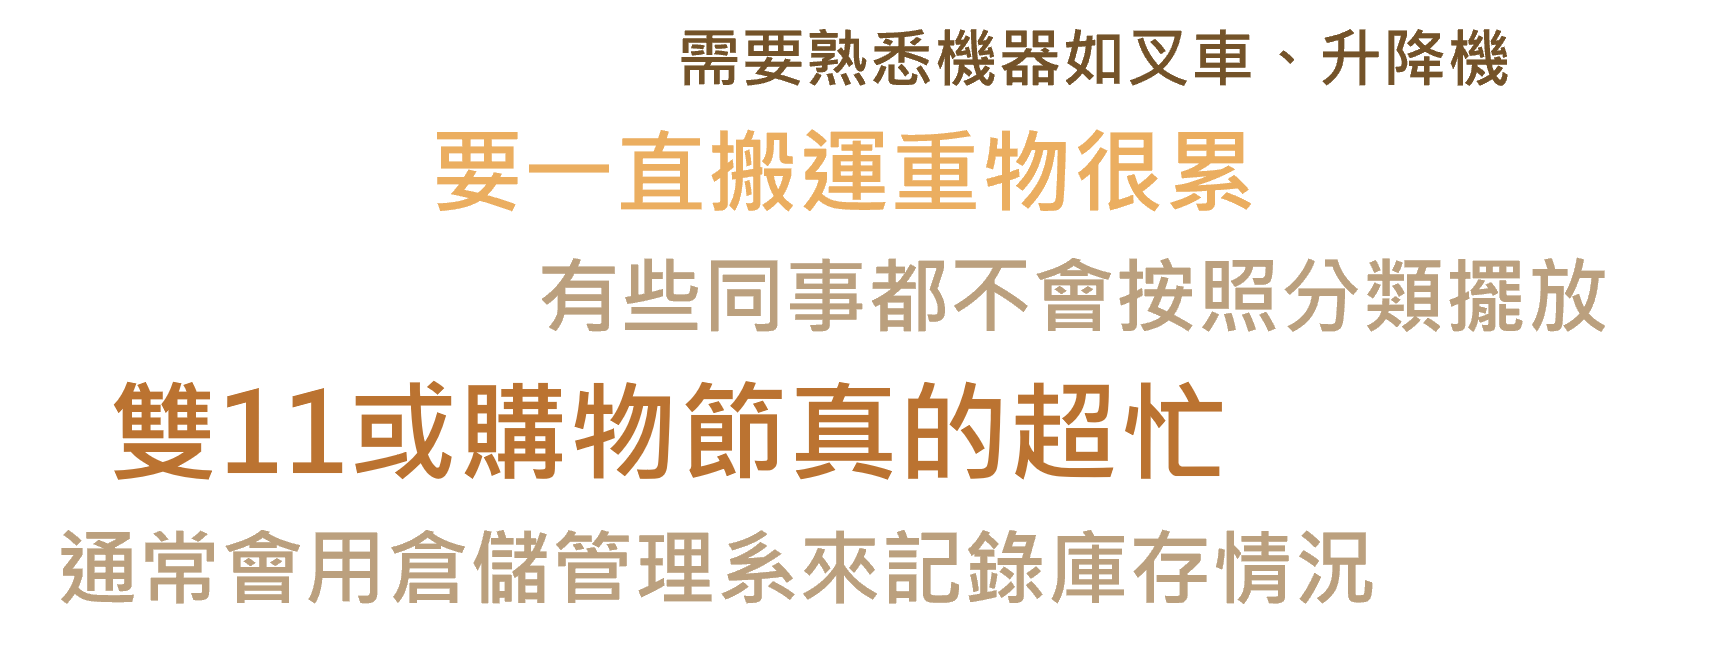 需要熟悉機器如叉車、升降機
要一直搬運重物很累
有些同事都不會按照分類擺放
雙11或購物節真的超忙
通常會用倉儲管理系來記錄庫存情況